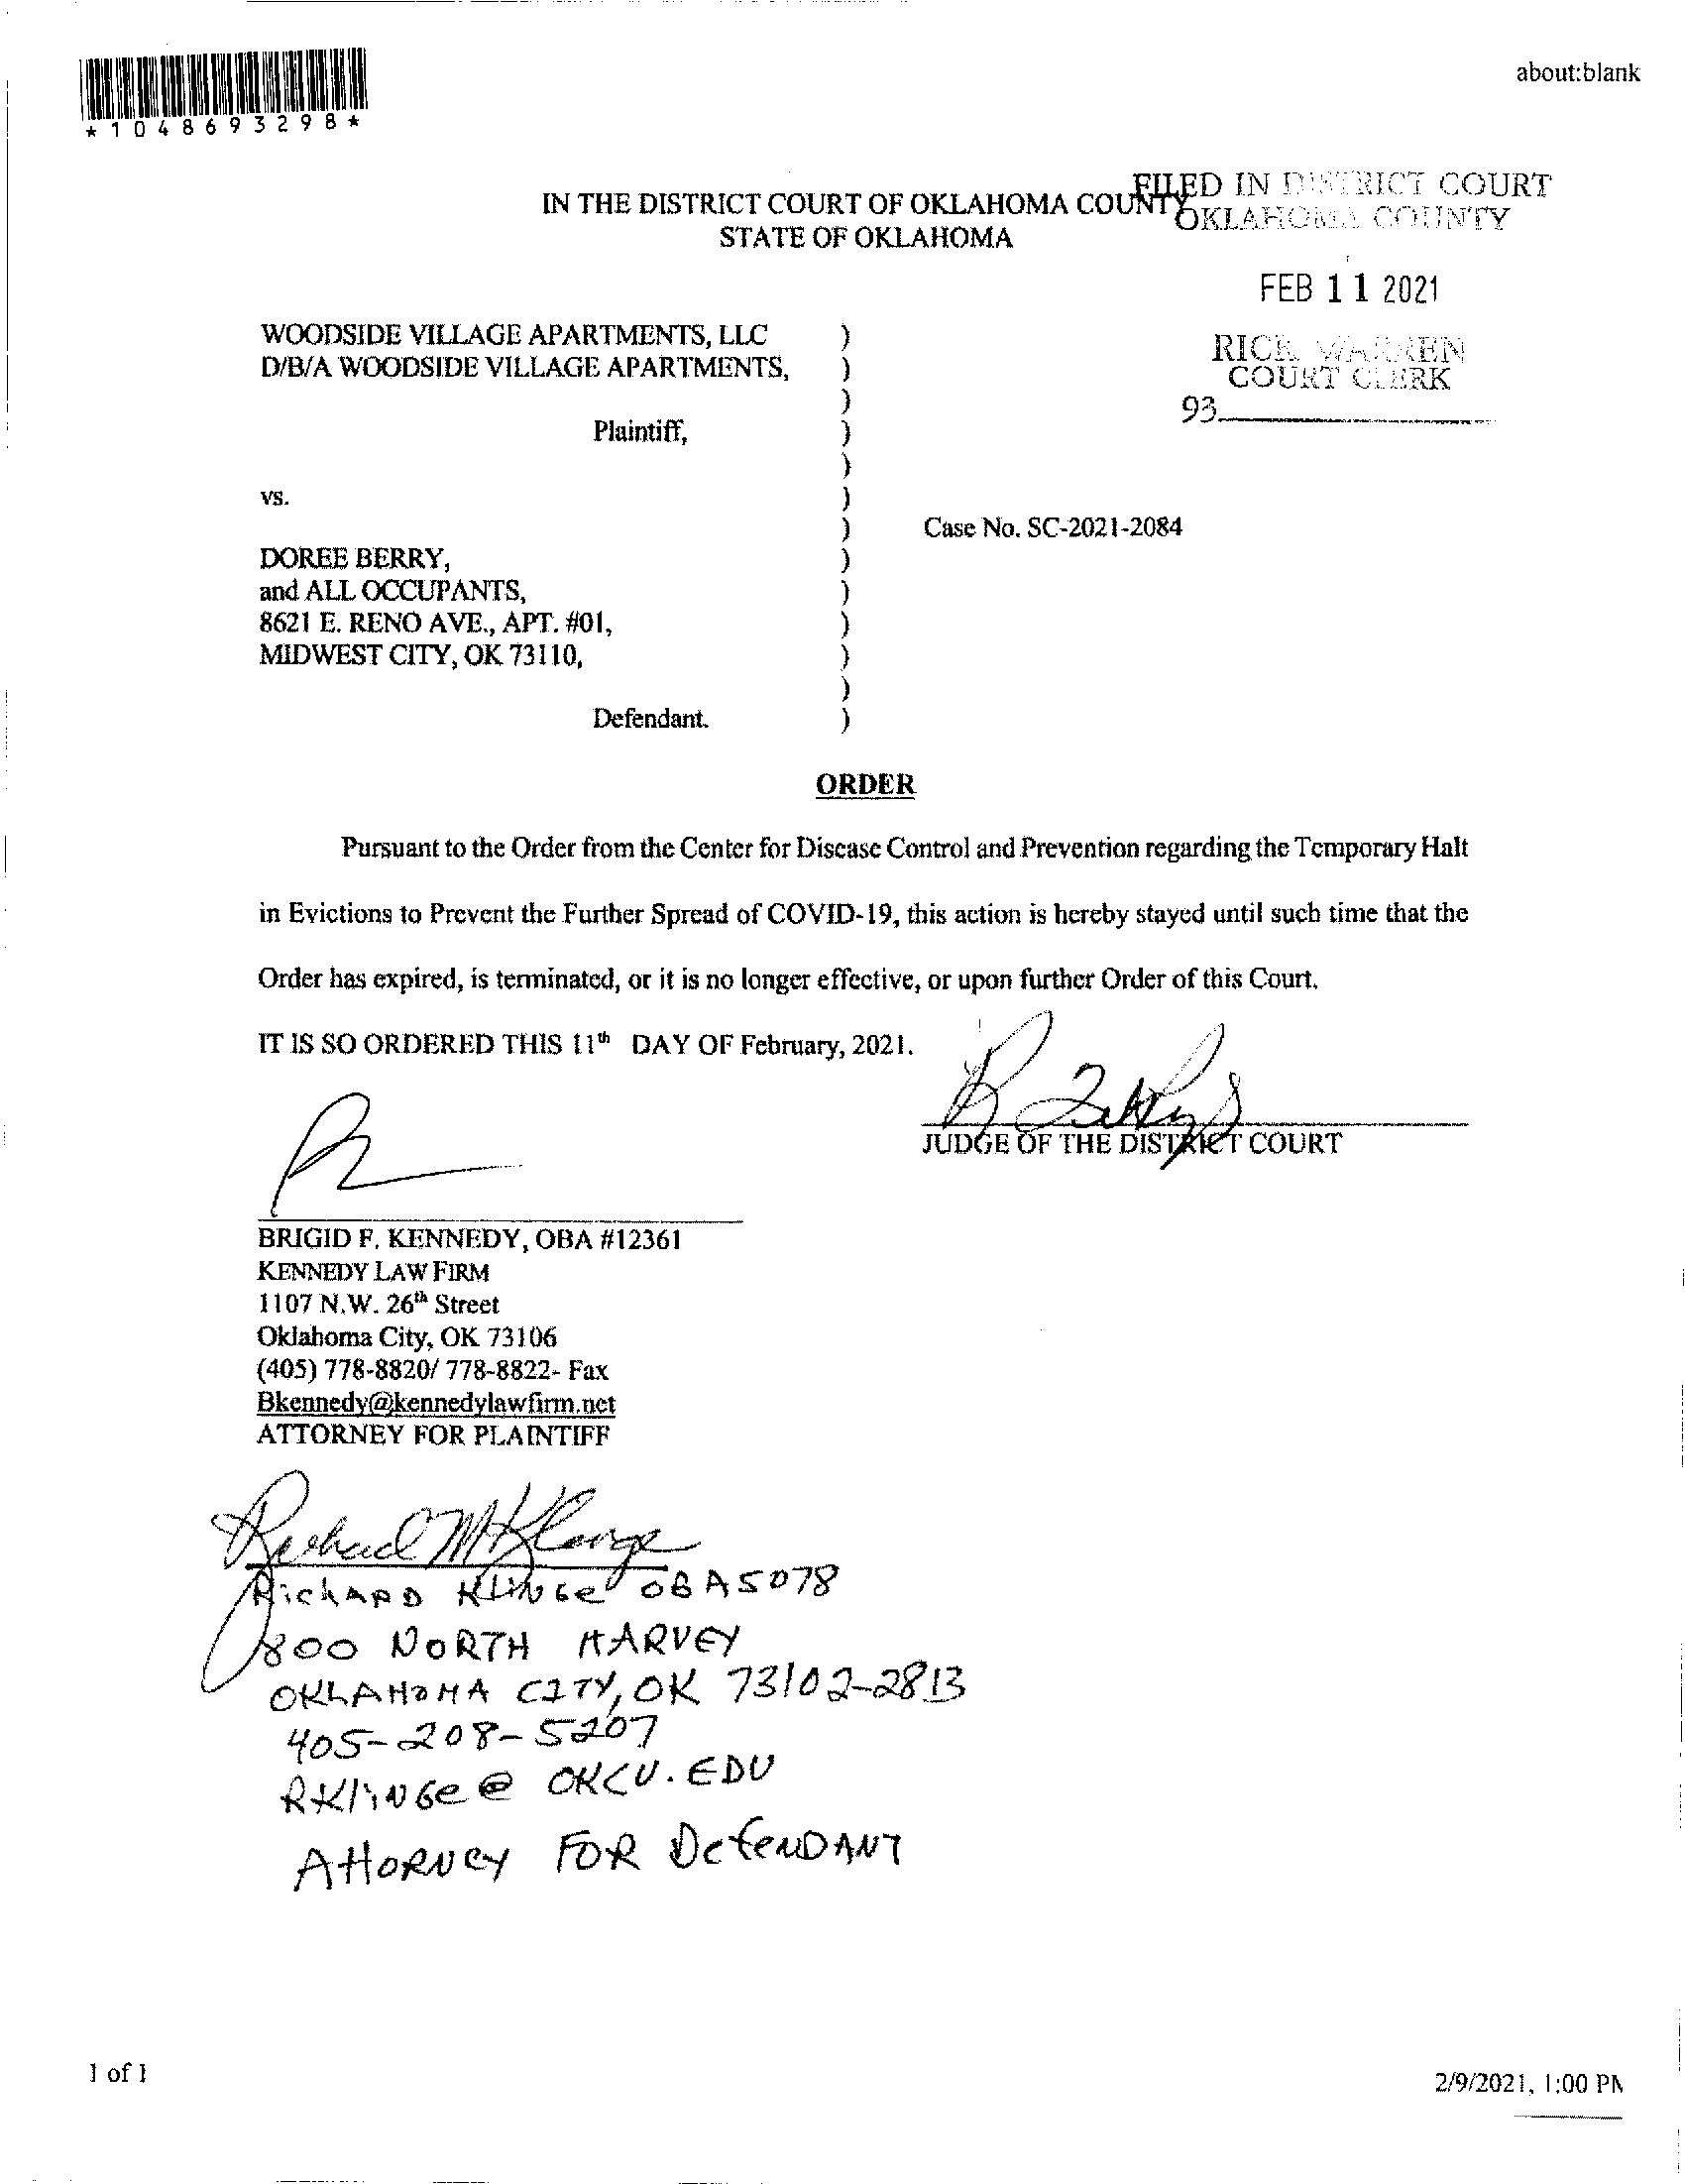 about:blank
*1048693298*
IN THE DISTRICT COURT OF OKLAHOMA COUNTY
STATE OF OKLAHOMA
FILED IN DISTRICT COURT
OKLAHOMA COUNTY
FEB 11 2021
RICK WARREN
COURT CLERK
93
WOODSIDE VILLAGE APARTMENTS, LLC )
D/B/A WOODSIDE VILLAGE APARTMENTS, )
)
Plaintiff, )
)
vs. )
) Case No. SC-2021-2084
DOREE BERRY, )
and ALL OCCUPANTS, )
8621 E. RENO AVE., APT. #01, )
MIDWEST CITY, OK 73110, )
)
Defendant. )
ORDER
Pursuant to the Order from the Center for Disease Control and Prevention regarding the Temporary Halt
in Evictions to Prevent the Further Spread of COVID-19, this action is hereby stayed until such time that the
Order has expired, is terminated, or it is no longer effective, or upon further Order of this Court.
IT IS SO ORDERED THIS 11th DAY OF February, 2021.
JUDGE OF THE DISTRICT COURT
BRIGID F. KENNEDY, OBA #12361
KENNEDY LAW FIRM
1107 N.W. 26th Street
Oklahoma City, OK 73106
(405) 778-8820/ 778-8822- Fax
Bkennedy@kennedylawfirm.net
ATTORNEY FOR PLAINTIFF
Richard Klinge OBA 5078
800 NORTH HARVEY
OKLAHOMA CITY, OK 73102-2813
405-208-5207
RKlinge@OKCU.EDU
Attorney FOR Defendant
1 of 1
2/9/2021, 1:00 PM